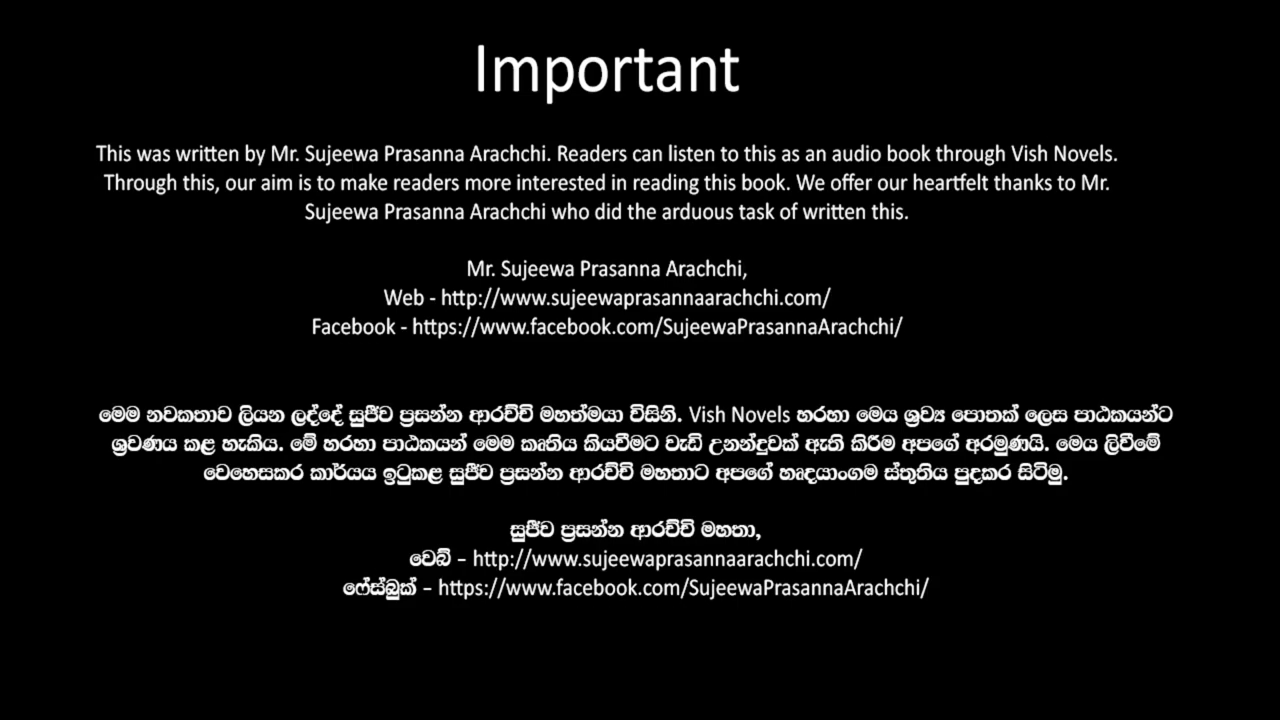 Important
This was written by Mr. Sujeewa Prasanna Arachchi. Readers can listen to this as an audio book through Vish Novels.
Through this, our aim is to make readers more interested in reading this book. We offer our heartfelt thanks to Mr.
Sujeewa Prasanna Arachchi who did the arduous task of written this.
Mr. Sujeewa Prasanna Arachchi,
Web - http://www.sujeewaprasannaarachchi.com/
Facebook - https://www.facebook.com/SujeewaPrasannaArachchi/
මෙම නවකතාව ලියන ලද්දේ සුජීව ප්‍රසන්න ආරච්චි මහත්මයා විසිනි. Vish Novels හරහා මෙය ශ්‍රව්‍ය පොතක් ලෙස පාඨකයන්ට
ශ්‍රවණය කළ හැකිය. මේ හරහා පාඨකයන් මෙම කෘතිය කියවීමට වැඩි උනන්දුවක් ඇති කිරීම අපගේ අරමුණයි. මෙය ලිවීමේ
වෙහෙසකර කාර්යය ඉටුකළ සුජීව ප්‍රසන්න ආරච්චි මහතාට අපගේ හෘදයාංගම ස්තුතිය පුදකර සිටිමු.
සුජීව ප්‍රසන්න ආරච්චි මහතා,
වෙබ් – http://www.sujeewaprasannaarachchi.com/
ෆේස්බුක් – https://www.facebook.com/SujeewaPrasannaArachchi/